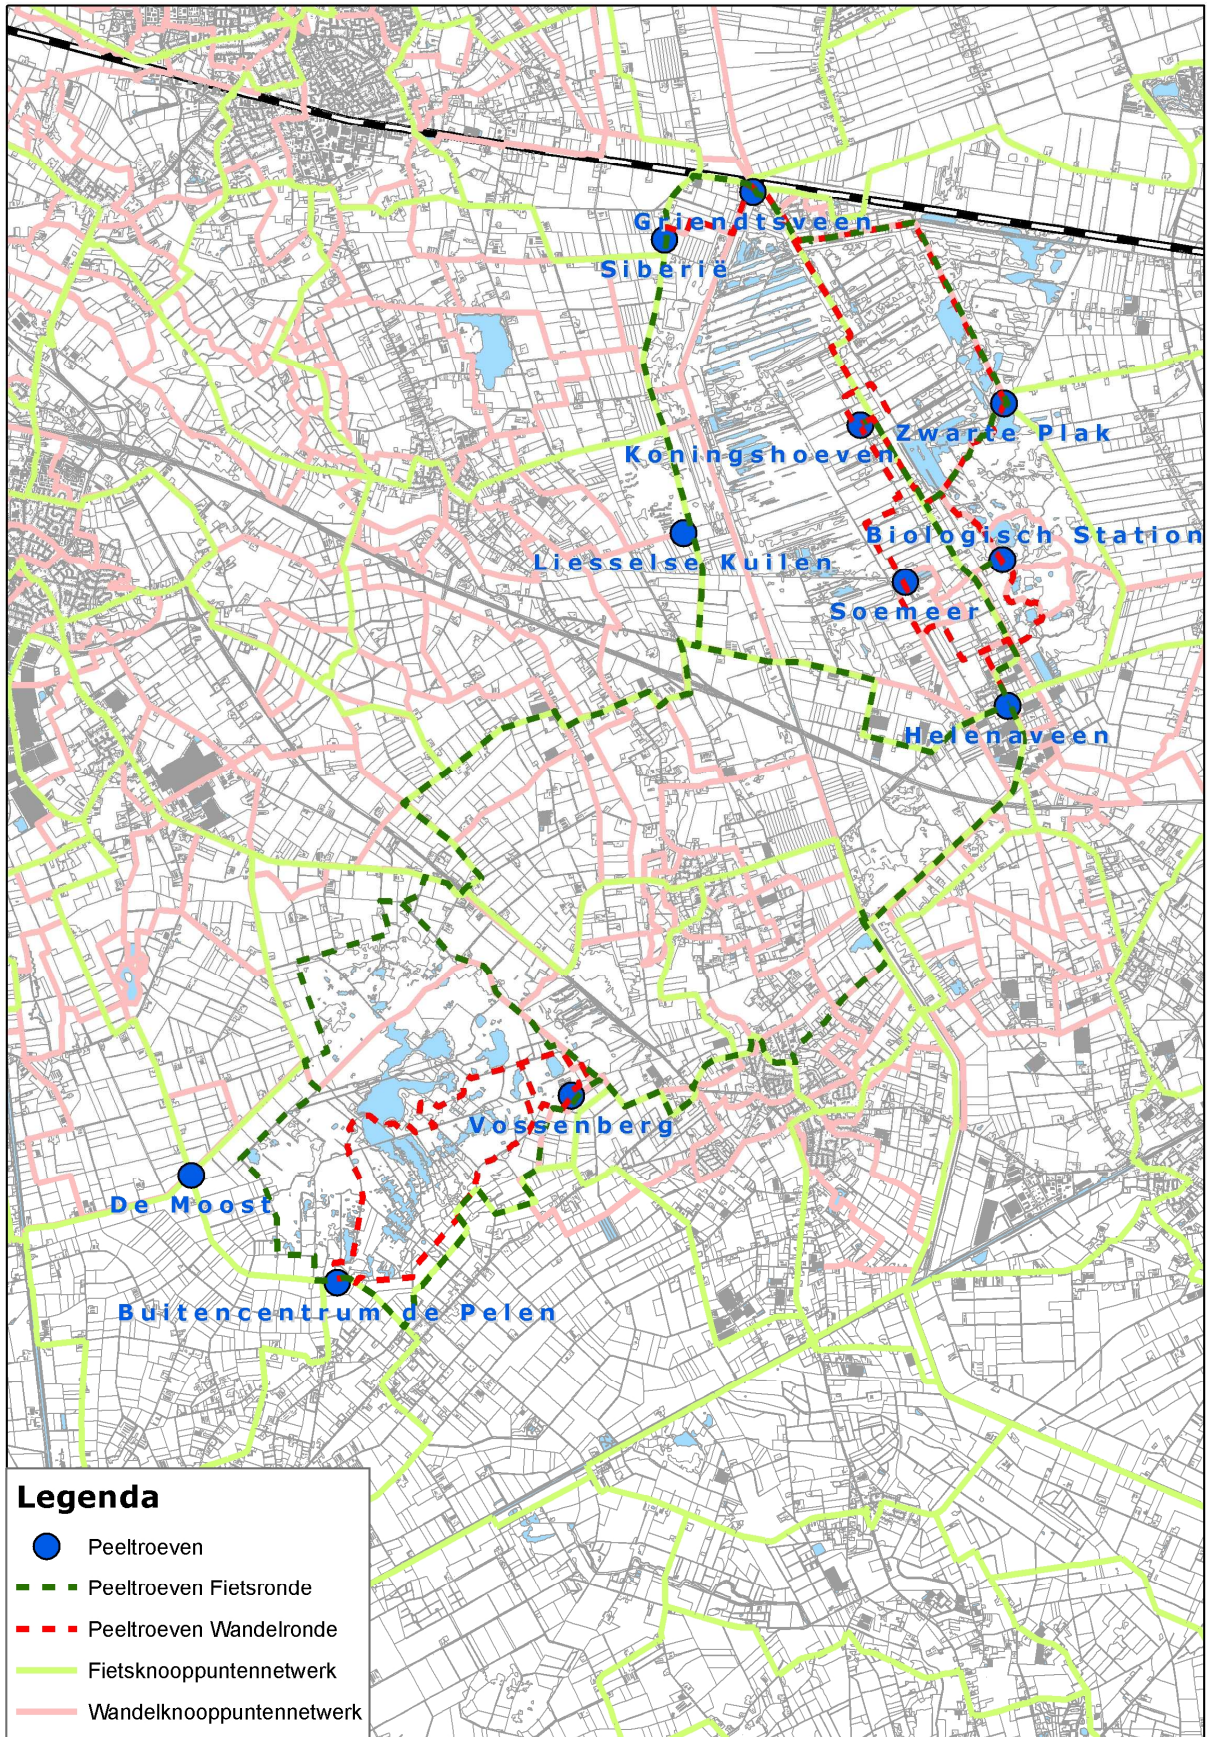 Griendtsveen
Siberië
Zwarte Plak
Koningshoeven
Biologisch Station
Liesselse Kuilen
Soemeer
Helenaveen
Vossenberg
De Moost
Buitencentrum de Pelen
Legenda
Peeltroeven
Peeltroeven Fietsronde
Peeltroeven Wandelronde
Fietsknooppuntennetwerk
Wandelknooppuntennetwerk